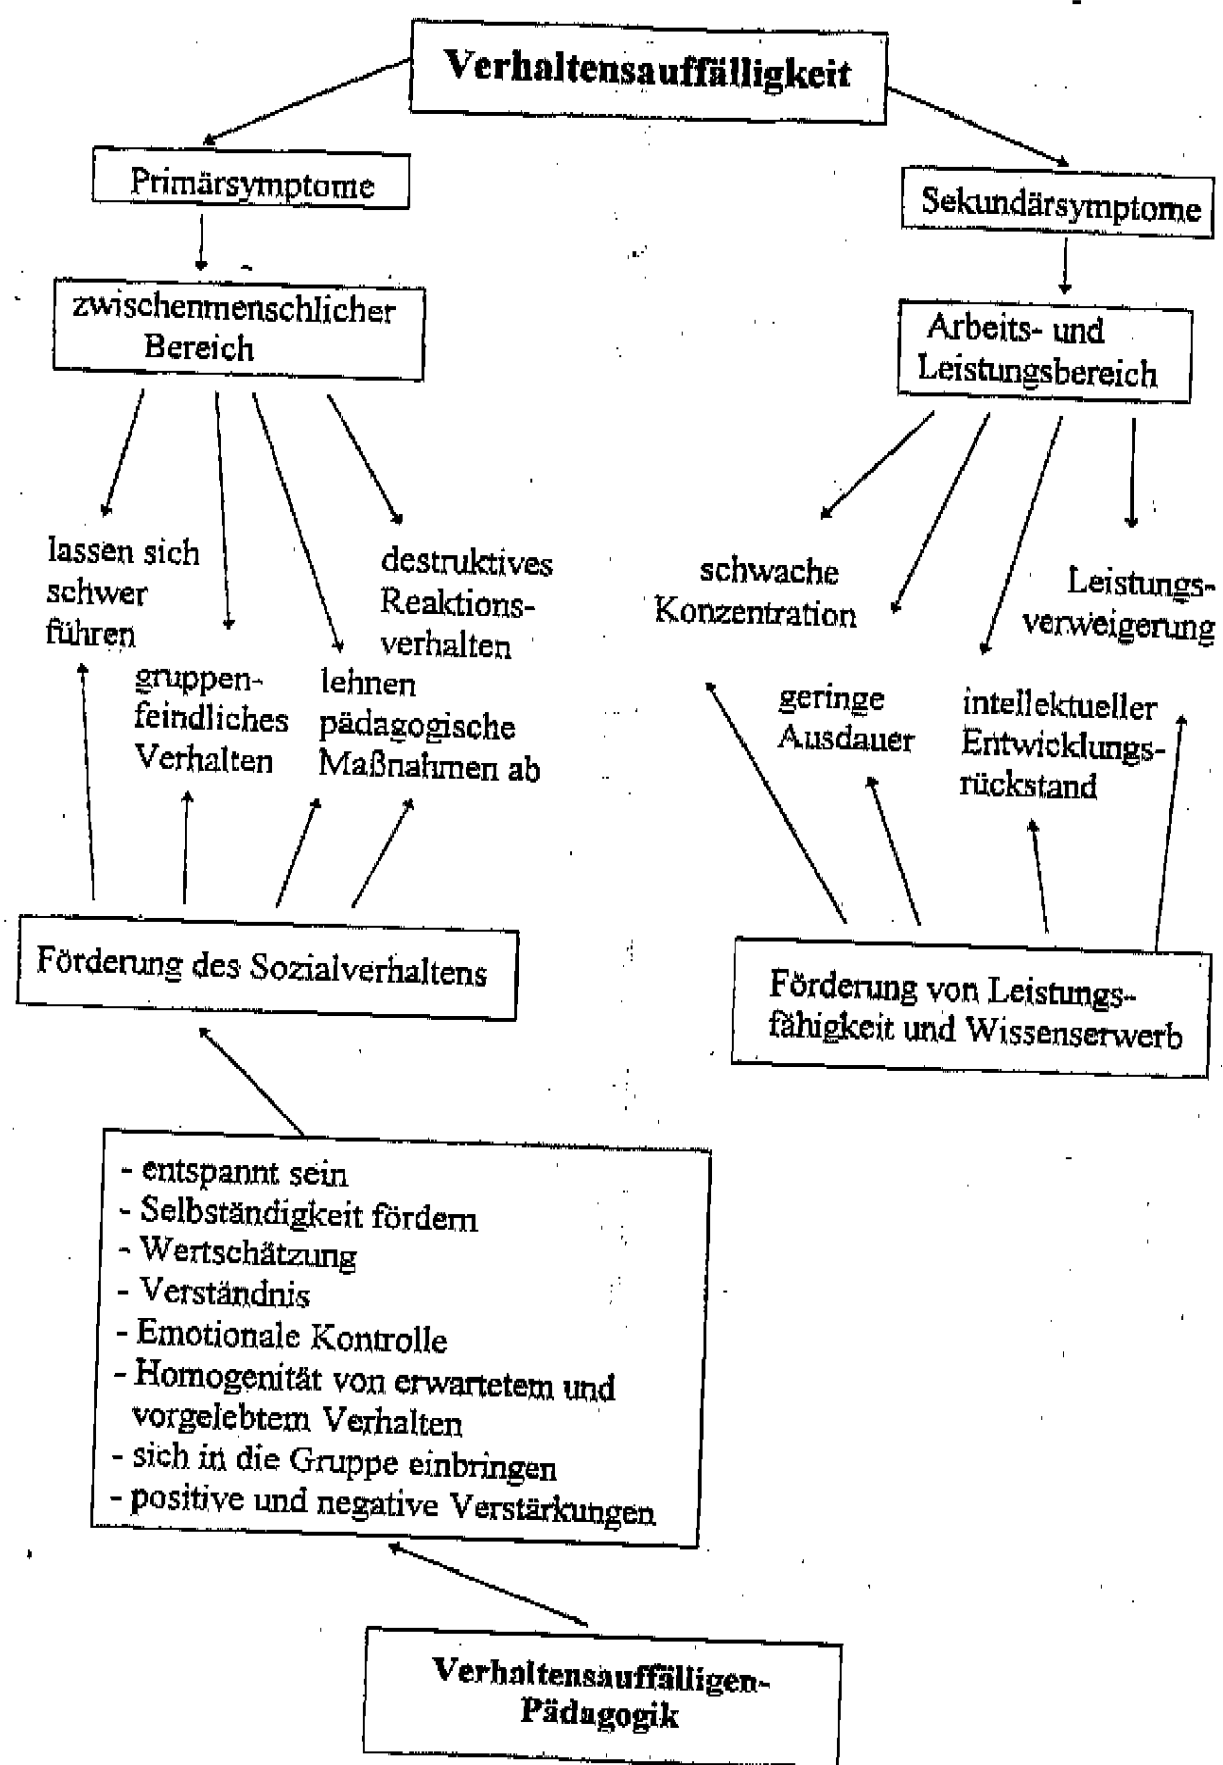 Verhaltensauffälligkeit
Primärsymptome
Sekundärsymptome
zwischenmenschlicher
Bereich
Arbeits- und
Leistungsbereich
lassen sich
schwer
führen
gruppen-
feindliches
Verhalten
lehnen
pädagogische
Maßnahmen ab
destruktives
Reaktions-
verhalten
schwache
Konzentration
geringe
Ausdauer
intellektueller
Entwicklungs-
rückstand
Leistungs-
verweigerung
Förderung des Sozialverhaltens
Förderung von Leistungs-
fähigkeit und Wissenserwerb
- entspannt sein
- Selbständigkeit fördern
- Wertschätzung
- Verständnis
- Emotionale Kontrolle
- Homogenität von erwartetem und
vorgelebtem Verhalten
- sich in die Gruppe einbringen
- positive und negative Verstärkungen
Verhaltensauffälligen-
Pädagogik